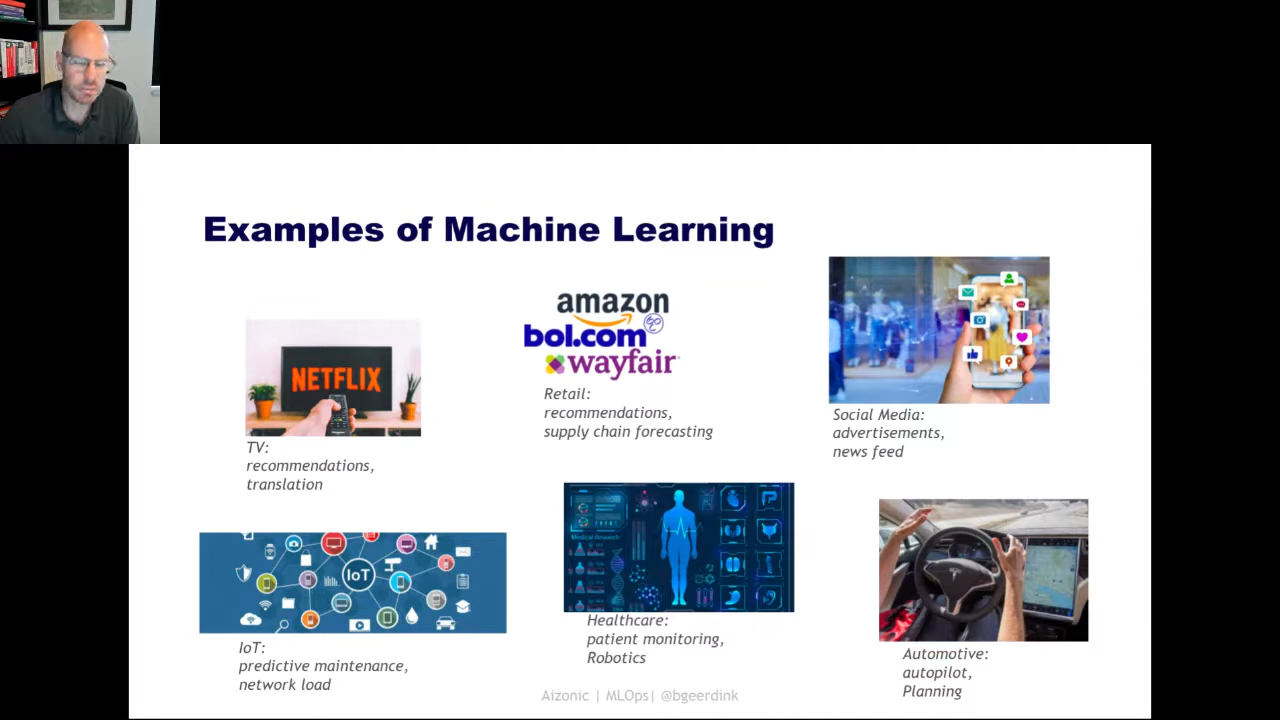 Examples of Machine Learning
NETFLIX
TV:
recommendations,
translation
amazon
bol.com
wayfair
Retail:
recommendations,
supply chain forecasting
Social Media:
advertisements,
news feed
IoT
IoT:
predictive maintenance,
network load
Medical Research
Healthcare:
patient monitoring,
Robotics
Automotive:
autopilot,
Planning
Aizonic | MLOps| @bgeerdink